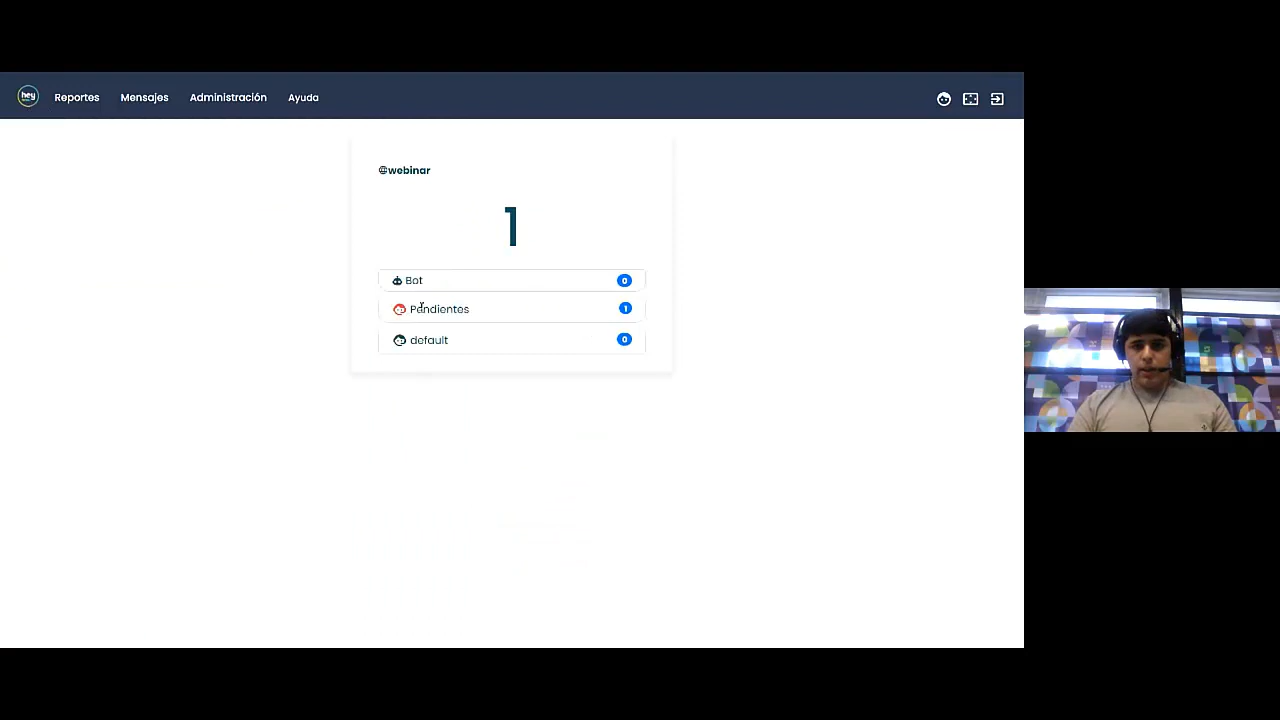 hey
Reportes Mensajes Administración Ayuda
@webinar
1
Bot 0
Pendientes 1
default 0